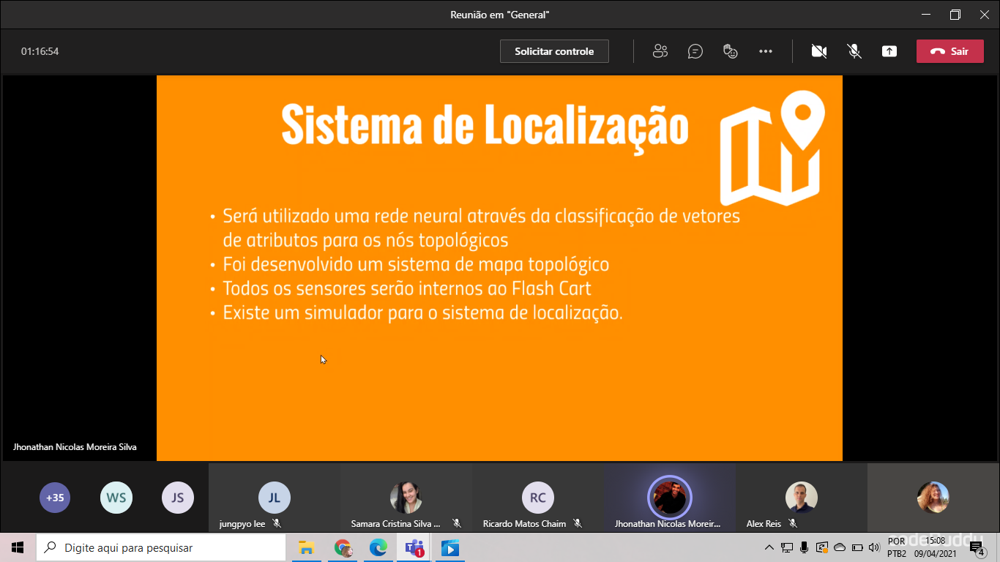 Reunião em "General"
01:16:54
Solicitar controle
Sair
Sistema de Localização
• Será utilizado uma rede neural através da classificação de vetores
de atributos para os nós topológicos
• Foi desenvolvido um sistema de mapa topológico
• Todos os sensores serão internos ao Flash Cart
• Existe um simulador para o sistema de localização.
Jhonathan Nicolas Moreira Silva
+35
WS
JS
JL
RC
jungpyo lee
Samara Cristina Silva ...
Ricardo Matos Chaim
Jhonathan Nicolas Moreir...
Alex Reis
Digite aqui para pesquisar
1
POR
PTB2
15:08
09/04/2021
4